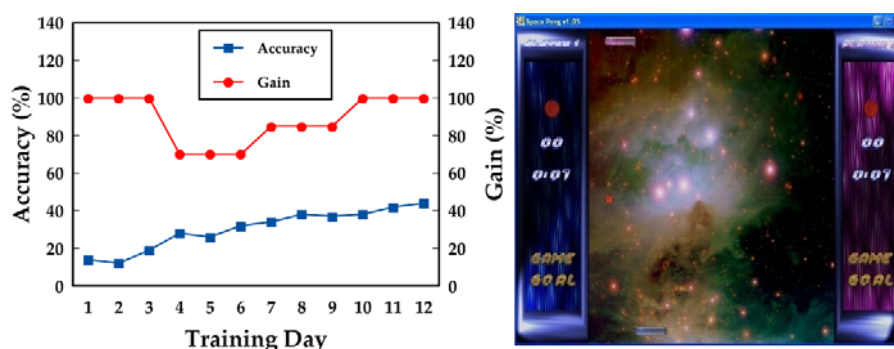 140
120
100
80
60
40
20
0
Accuracy (%)
Accuracy
Gain
1 2 3 4 5 6 7 8 9 10 11 12
Training Day
140
120
100
80
60
40
20
0
Gain (%)
Space Pong v1.05
00
0:07
GAME
GOAL
00
0:07
GAME
GOAL